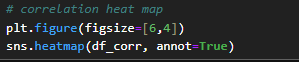 # correlation heat map
plt.figure(figsize=[6,4])
sns.heatmap(df_corr, annot=True)